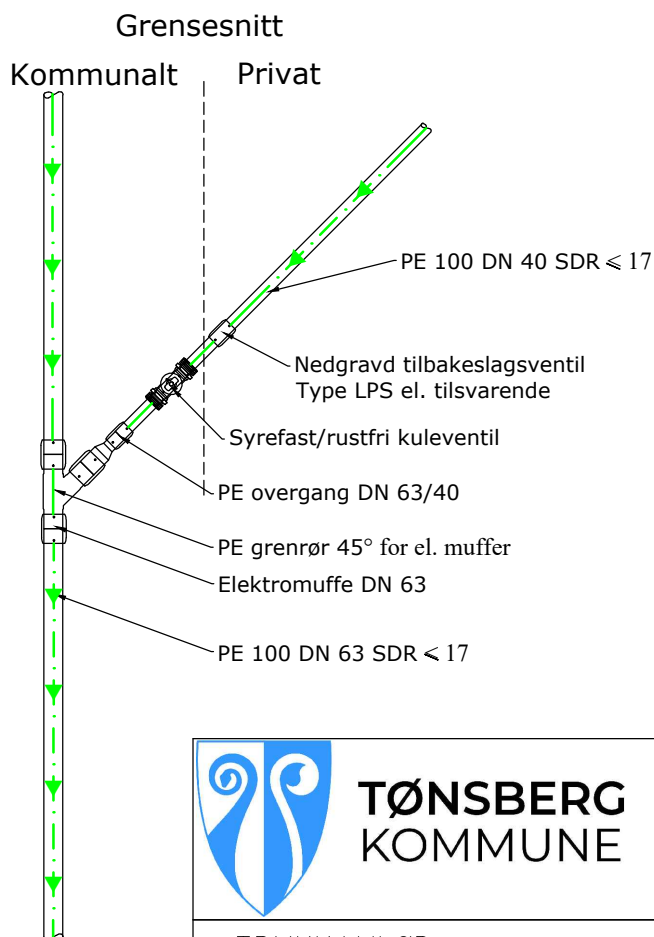 Grensesnitt
Kommunalt
Privat
PE 100 DN 40 SDR ⩽ 17
Nedgravd tilbakeslagsventil
Type LPS el. tilsvarende
Syrefast/rustfri kuleventil
PE overgang DN 63/40
PE grenrør 45° for el. muffer
Elektromuffe DN 63
PE 100 DN 63 SDR ⩽ 17
TØNSBERG
KOMMUNE